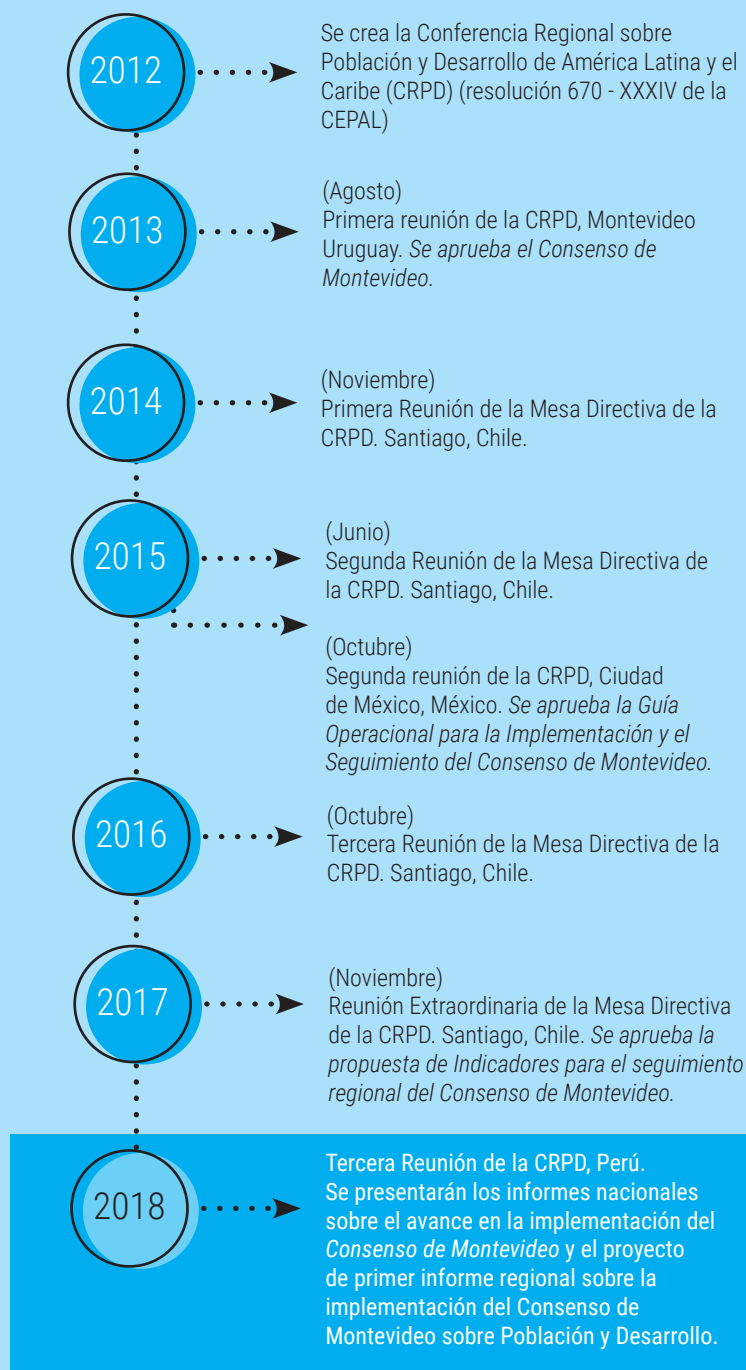 2012
Se crea la Conferencia Regional sobre
Población y Desarrollo de América Latina y el
Caribe (CRPD) (resolución 670 - XXXIV de la
CEPAL)
2013
(Agosto)
Primera reunión de la CRPD, Montevideo
Uruguay. Se aprueba el Consenso de
Montevideo.
2014
(Noviembre)
Primera Reunión de la Mesa Directiva de la
CRPD. Santiago, Chile.
2015
(Junio)
Segunda Reunión de la Mesa Directiva de
la CRPD. Santiago, Chile.
(Octubre)
Segunda reunión de la CRPD, Ciudad
de México, México. Se aprueba la Guía
Operacional para la Implementación y el
Seguimiento del Consenso de Montevideo.
2016
(Octubre)
Tercera Reunión de la Mesa Directiva de la
CRPD. Santiago, Chile.
2017
(Noviembre)
Reunión Extraordinaria de la Mesa Directiva
de la CRPD. Santiago, Chile. Se aprueba la
propuesta de Indicadores para el seguimiento
regional del Consenso de Montevideo.
2018
Tercera Reunión de la CRPD, Perú.
Se presentarán los informes nacionales
sobre el avance en la implementación del
Consenso de Montevideo y el proyecto
de primer informe regional sobre la
implementación del Consenso de
Montevideo sobre Población y Desarrollo.